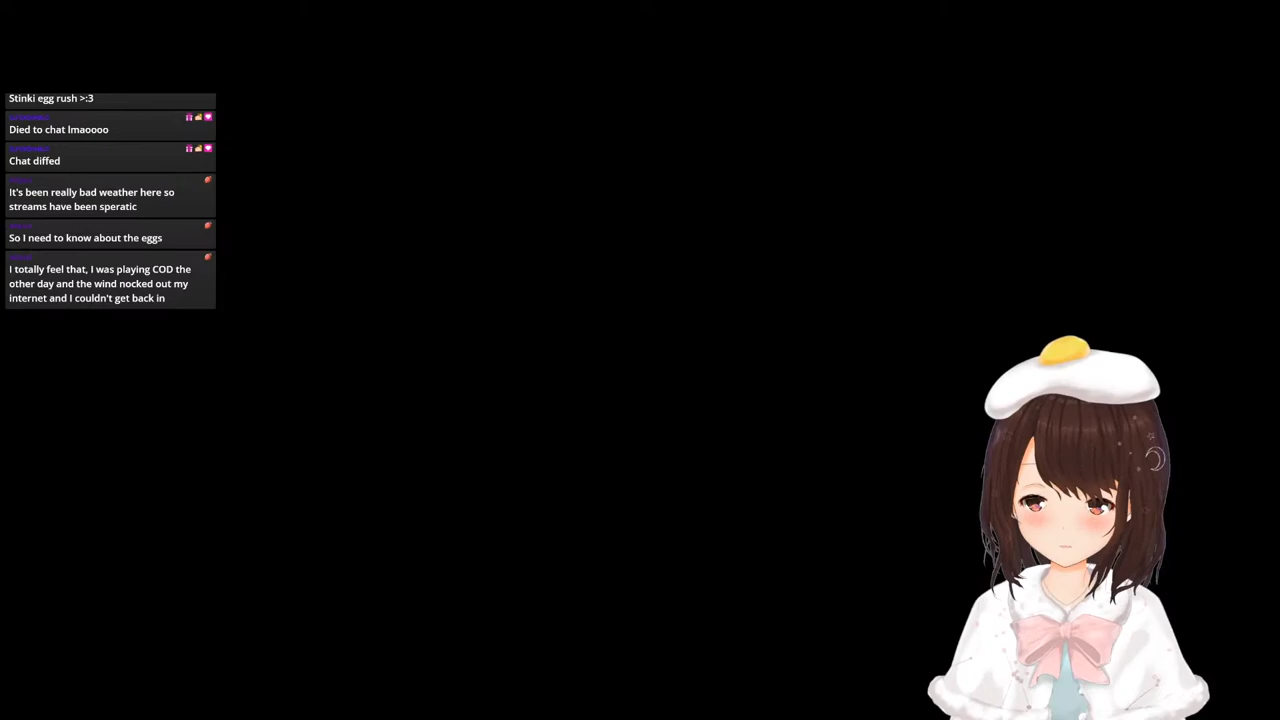 Stinki egg rush >:3
Died to chat lmaoooo
Chat diffed
It's been really bad weather here so
streams have been speratic
So I need to know about the eggs
I totally feel that, I was playing COD the
other day and the wind nocked out my
internet and I couldn't get back in